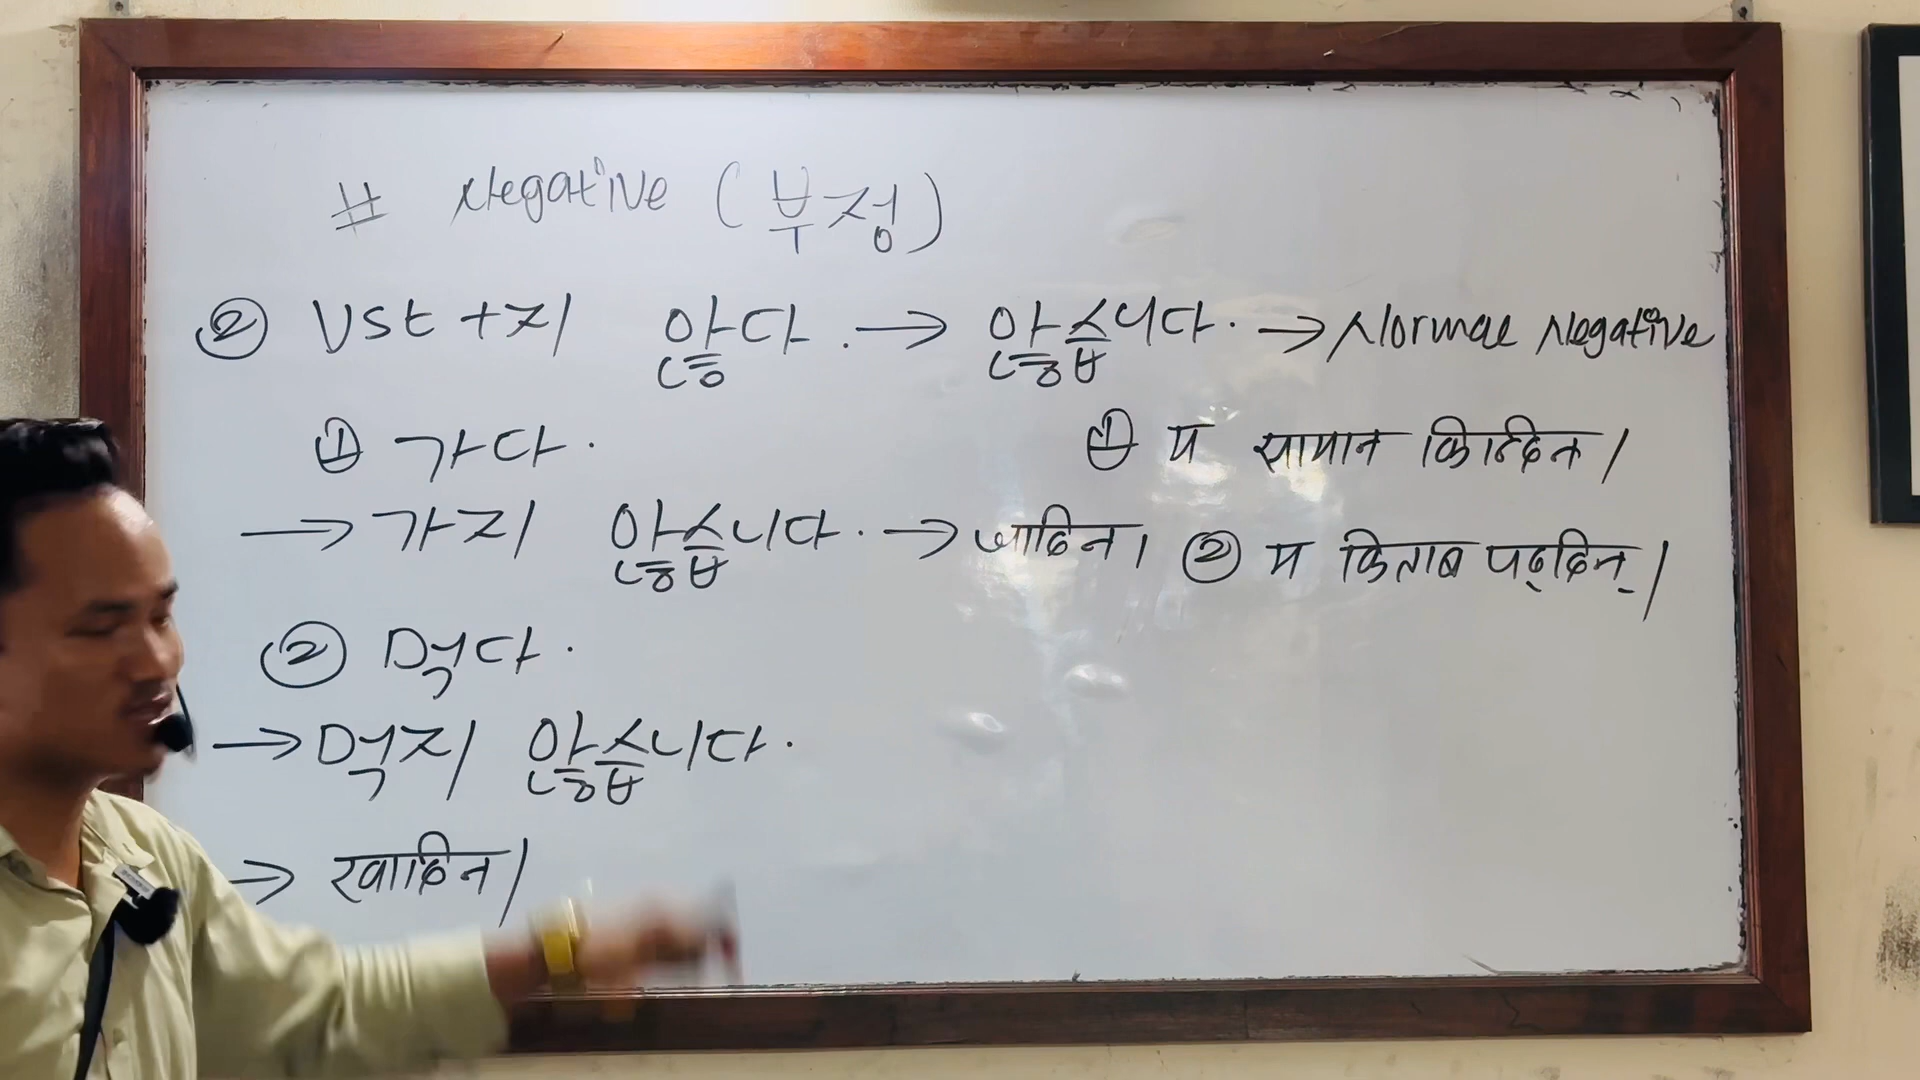 # Negative (부정)
② Vst +지 않다. → 않습니다. → Normal Negative
① 가다.
→ 가지 않습니다. → जादिन।
② 먹다.
→ 먹지 않습니다.
→ खादिन।
① म सामान किन्दिन।
② म किताब पढ्दिन्।